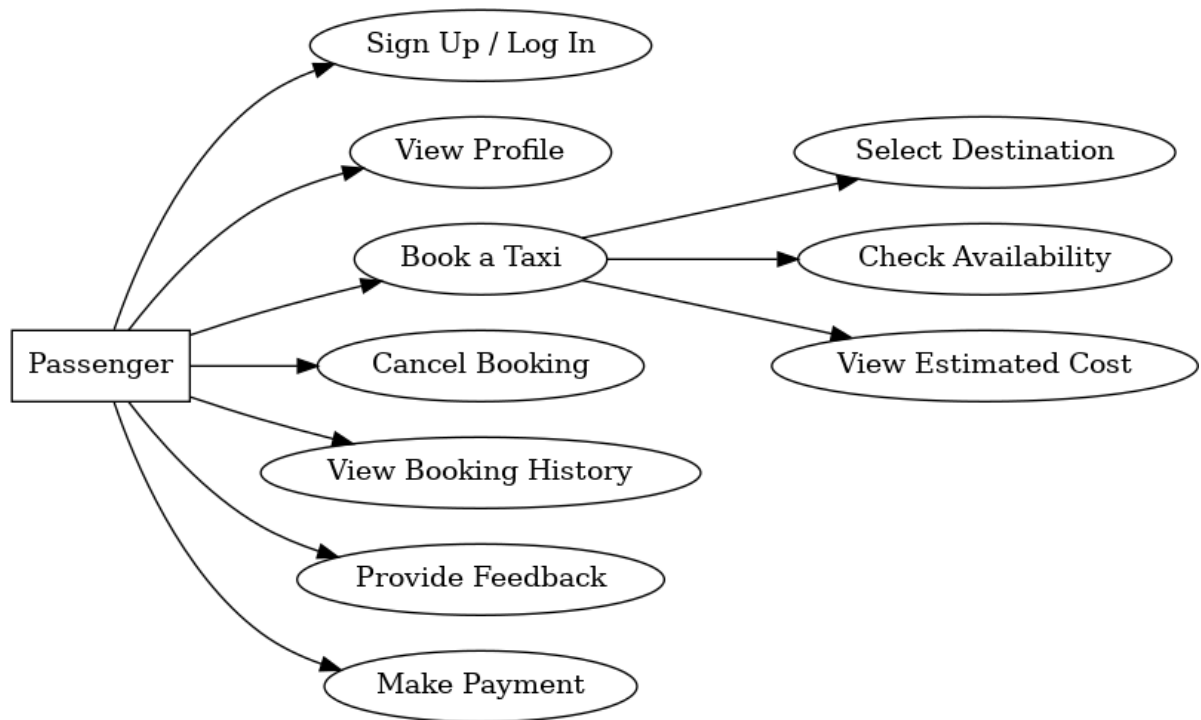 Sign Up / Log In
View Profile
Select Destination
Book a Taxi
Check Availability
Passenger
Cancel Booking
View Estimated Cost
View Booking History
Provide Feedback
Make Payment